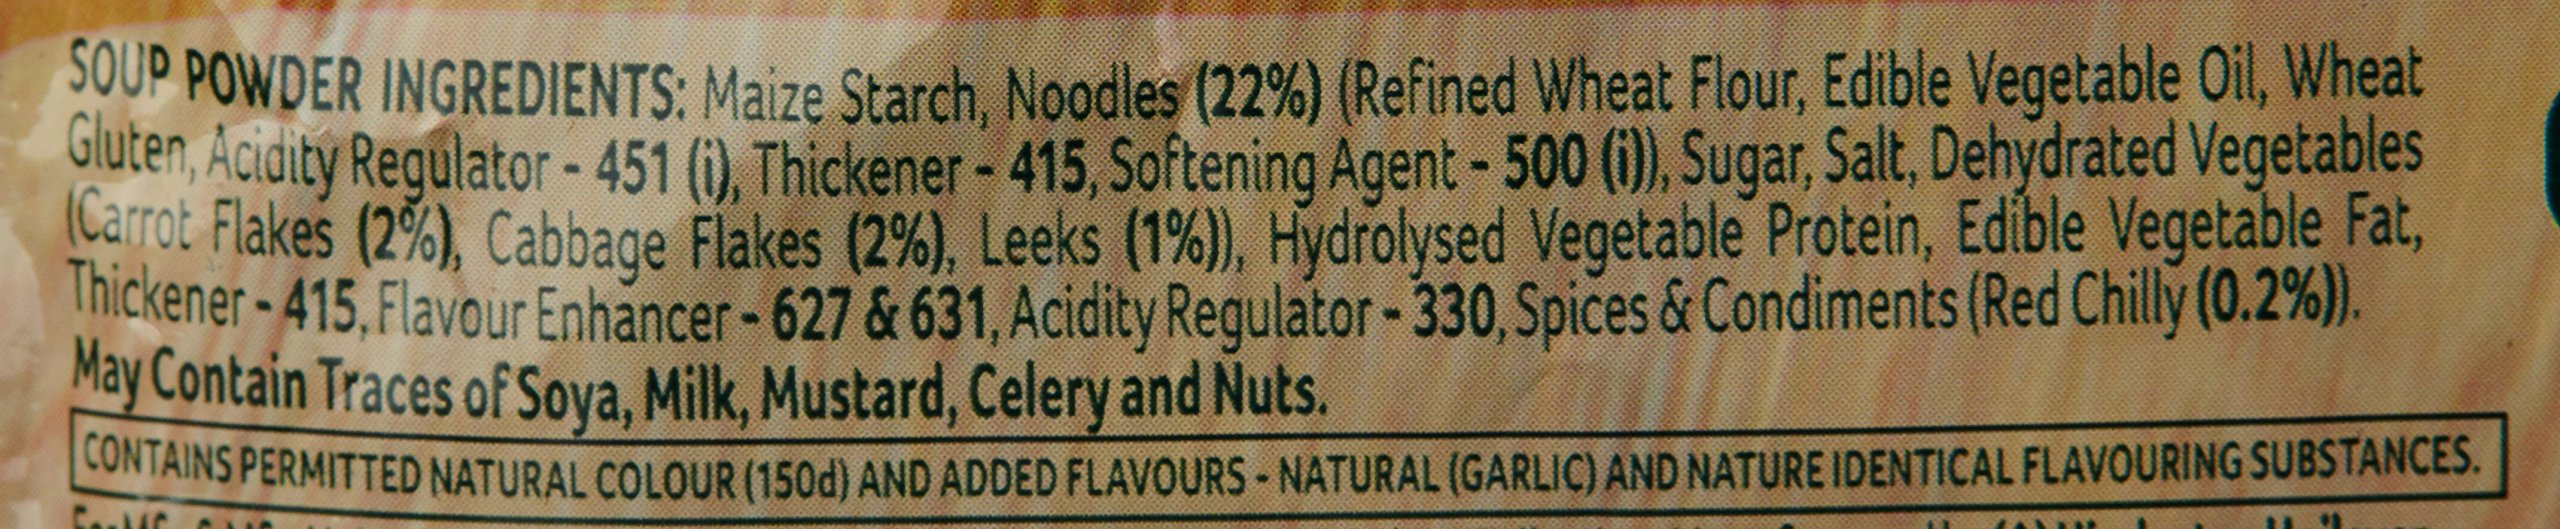 SOUP POWDER INGREDIENTS: Maize Starch, Noodles (22%) (Refined Wheat Flour, Edible Vegetable Oil, Wheat
Gluten, Acidity Regulator - 451 (i), Thickener - 415, Softening Agent - 500 (i)), Sugar, Salt, Dehydrated Vegetables
(Carrot Flakes (2%), Cabbage Flakes (2%), Leeks (1%)), Hydrolysed Vegetable Protein, Edible Vegetable Fat,
Thickener - 415, Flavour Enhancer - 627 & 631, Acidity Regulator - 330, Spices & Condiments (Red Chilly (0.2%)).
May Contain Traces of Soya, Milk, Mustard, Celery and Nuts.
CONTAINS PERMITTED NATURAL COLOUR (150d) AND ADDED FLAVOURS - NATURAL (GARLIC) AND NATURE IDENTICAL FLAVOURING SUBSTANCES.